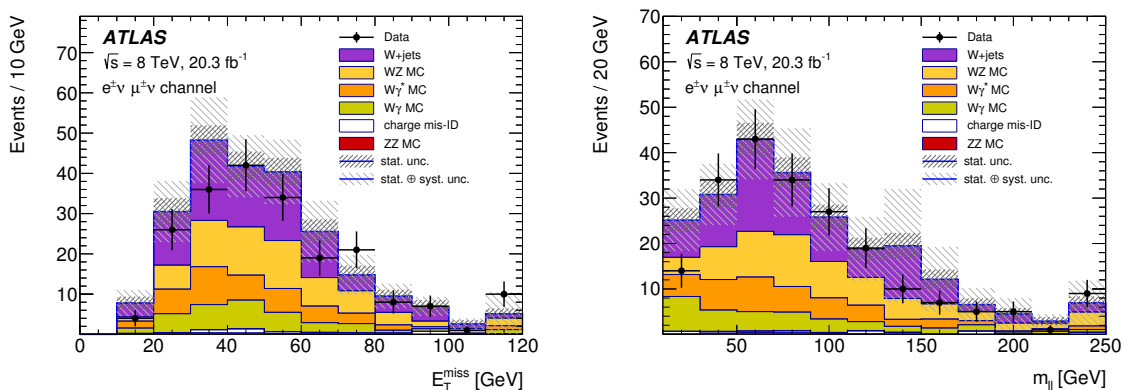 ATLAS
√s = 8 TeV, 20.3 fb⁻¹
e±ν μ±ν channel
Data
W+jets
WZ MC
Wγ* MC
Wγ MC
charge mis-ID
ZZ MC
stat. unc.
stat. ⊕ syst. unc.
Events / 10 GeV
70
60
50
40
30
20
10
0 20 40 60 80 100 120
E_T^miss [GeV]
ATLAS
√s = 8 TeV, 20.3 fb⁻¹
e±ν μ±ν channel
Data
W+jets
WZ MC
Wγ* MC
Wγ MC
charge mis-ID
ZZ MC
stat. unc.
stat. ⊕ syst. unc.
Events / 20 GeV
70
60
50
40
30
20
10
50 100 150 200 250
m_ll [GeV]